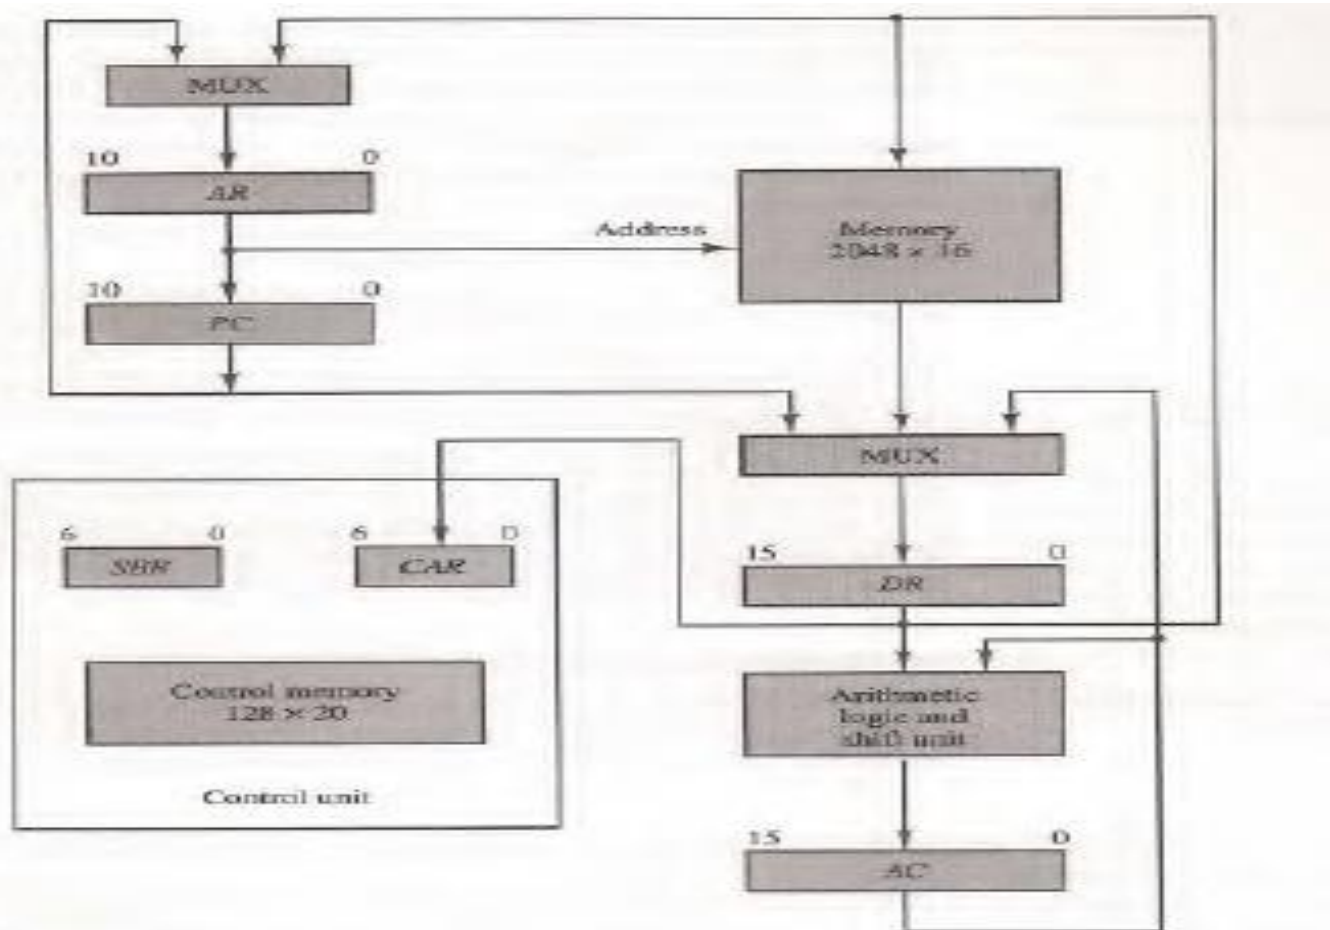 MUX
10 0
AR
Address
Memory
2048 × 16
10 0
PC
MUX
6 0
SBR
6 0
CAR
15 0
DR
Control memory
128 × 20
Arithmetic
logic and
shift unit
Control unit
15 0
AC